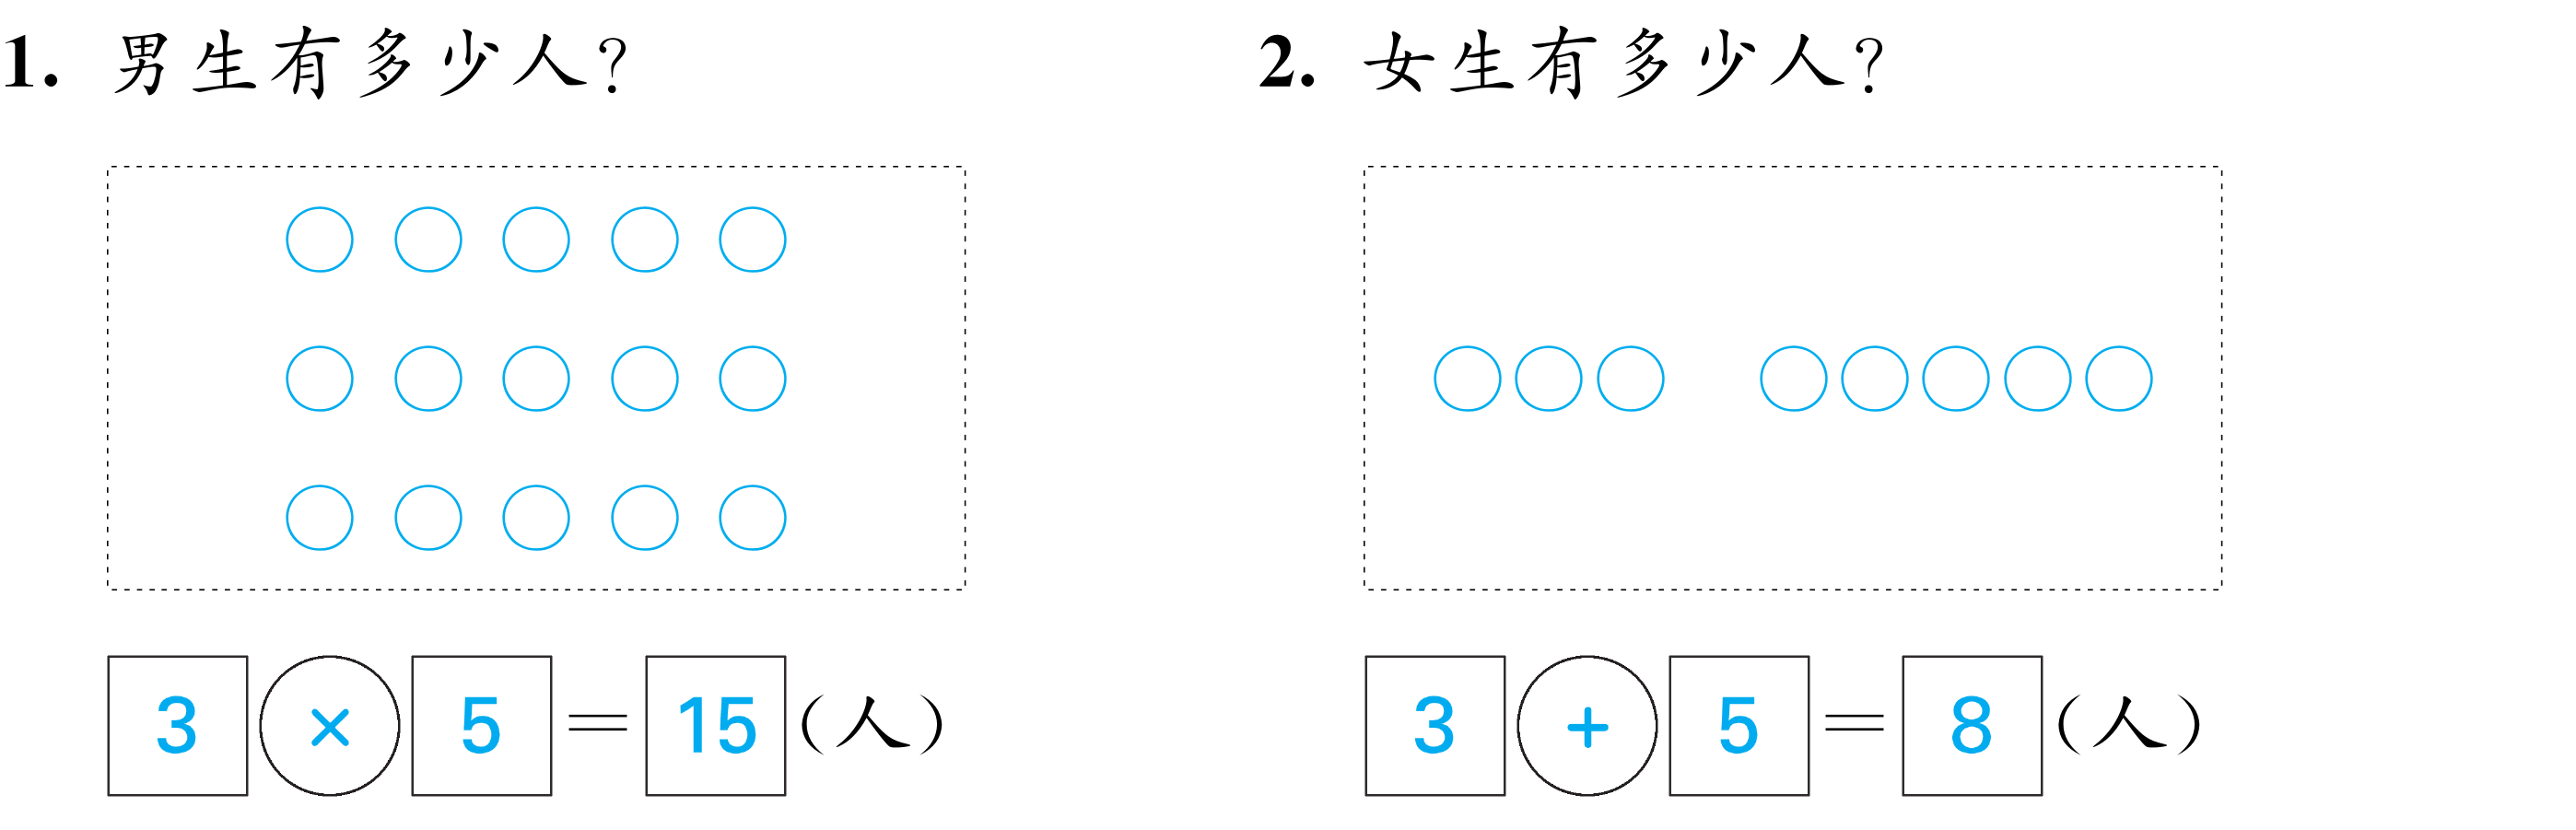 1. 男生有多少人？
2. 女生有多少人？
3 × 5 = 15 (人)
3 + 5 = 8 (人)